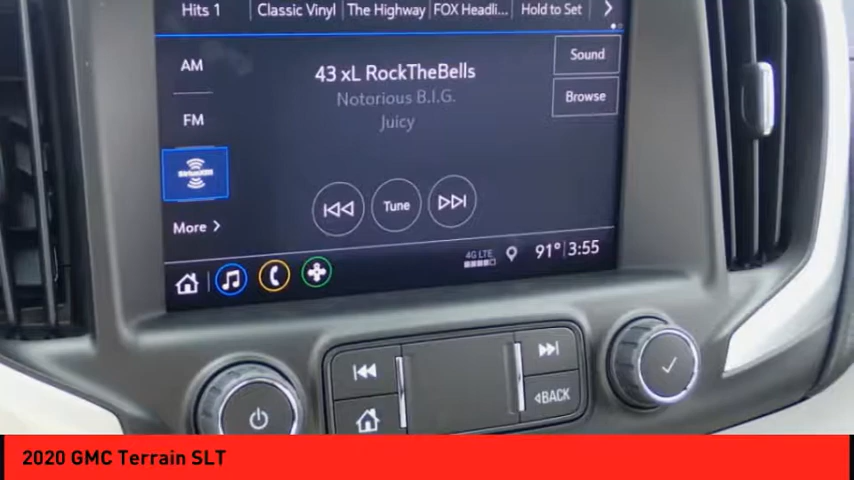 Hits 1 Classic Vinyl The Highway FOX Headli... Hold to Set
AM
43 xL RockTheBells
Sound
Notorious B.I.G.
Browse
FM
Juicy
SiriusXM
Tune
More
4G LTE 91° 3:55
BACK
2020 GMC Terrain SLT